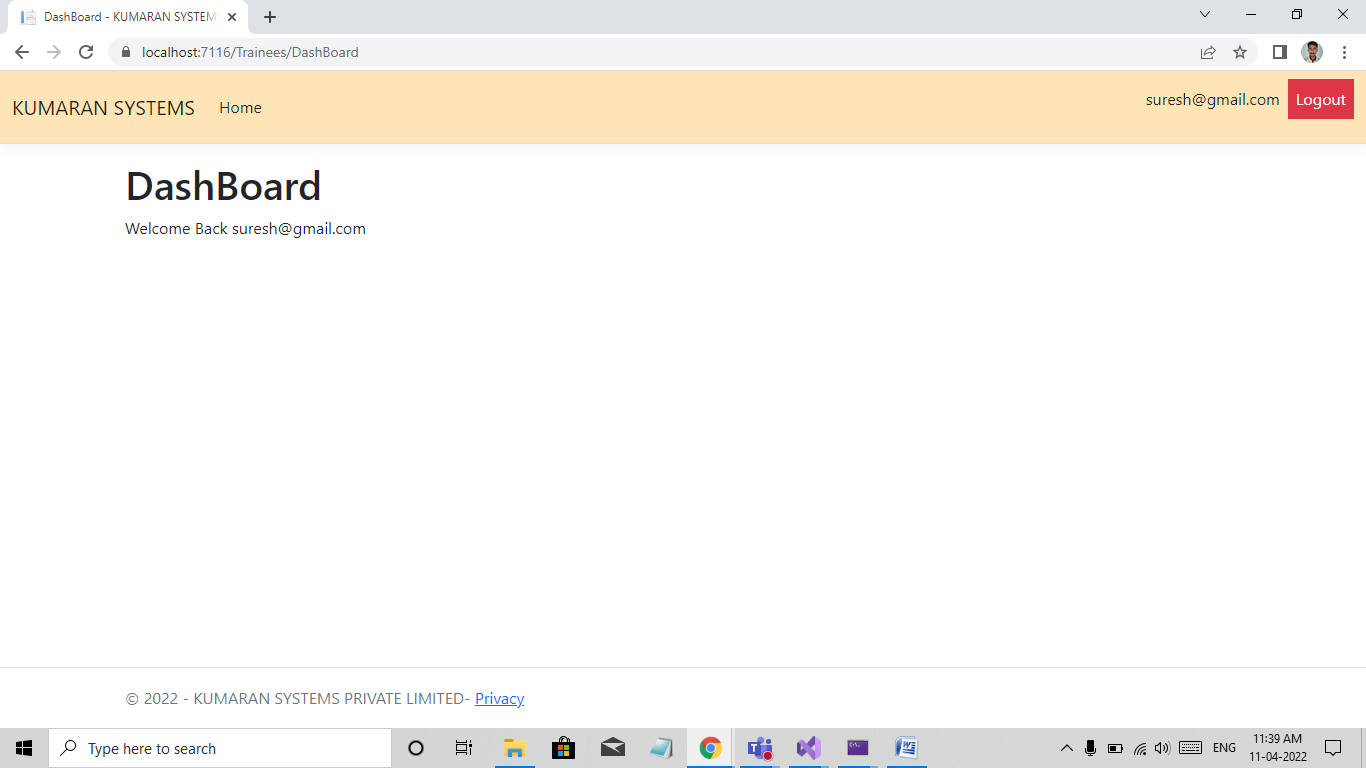 DashBoard - KUMARAN SYSTEM
localhost:7116/Trainees/DashBoard
KUMARAN SYSTEMS Home suresh@gmail.com Logout
DashBoard
Welcome Back suresh@gmail.com
© 2022 - KUMARAN SYSTEMS PRIVATE LIMITED- Privacy
Type here to search
ENG
11:39 AM
11-04-2022